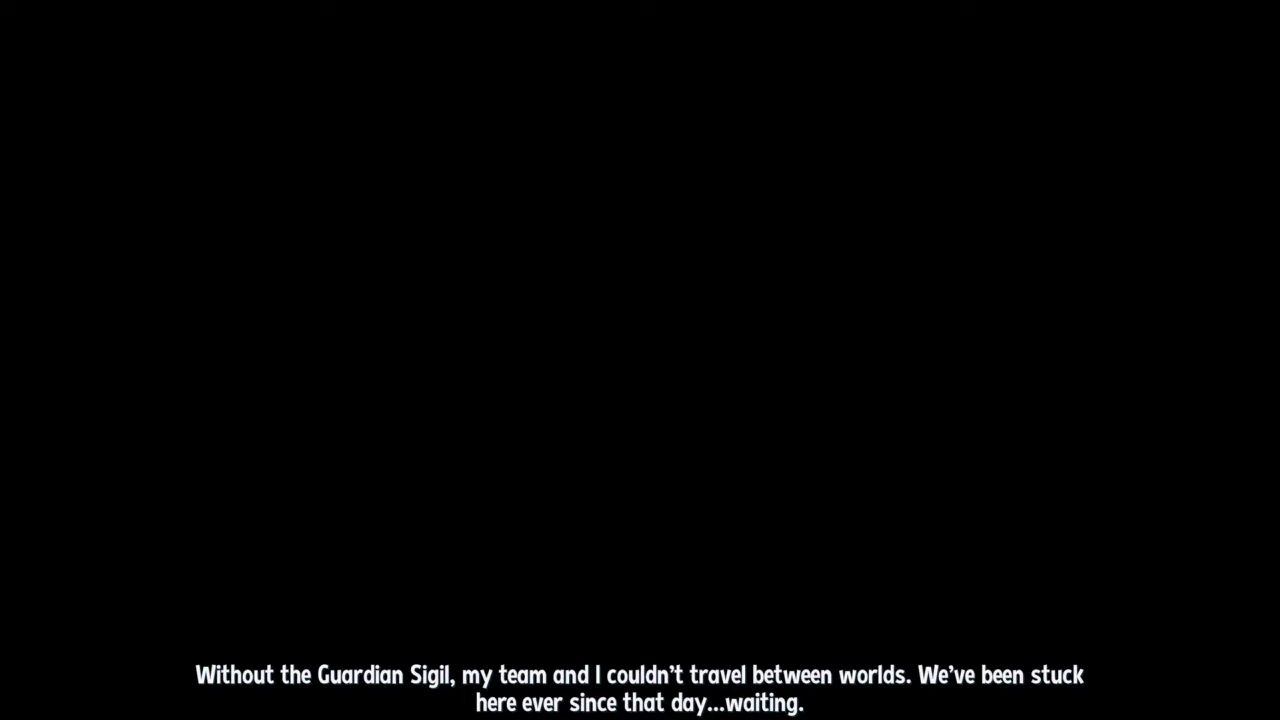 Without the Guardian Sigil, my team and I couldn't travel between worlds. We've been stuck
here ever since that day...waiting.